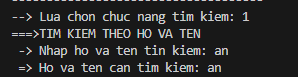 --> Lua chon chuc nang tim kiem: 1
===>TIM KIEM THEO HO VA TEN
-> Nhap ho va ten tin kiem: an
=> Ho va ten can tim kiem: an